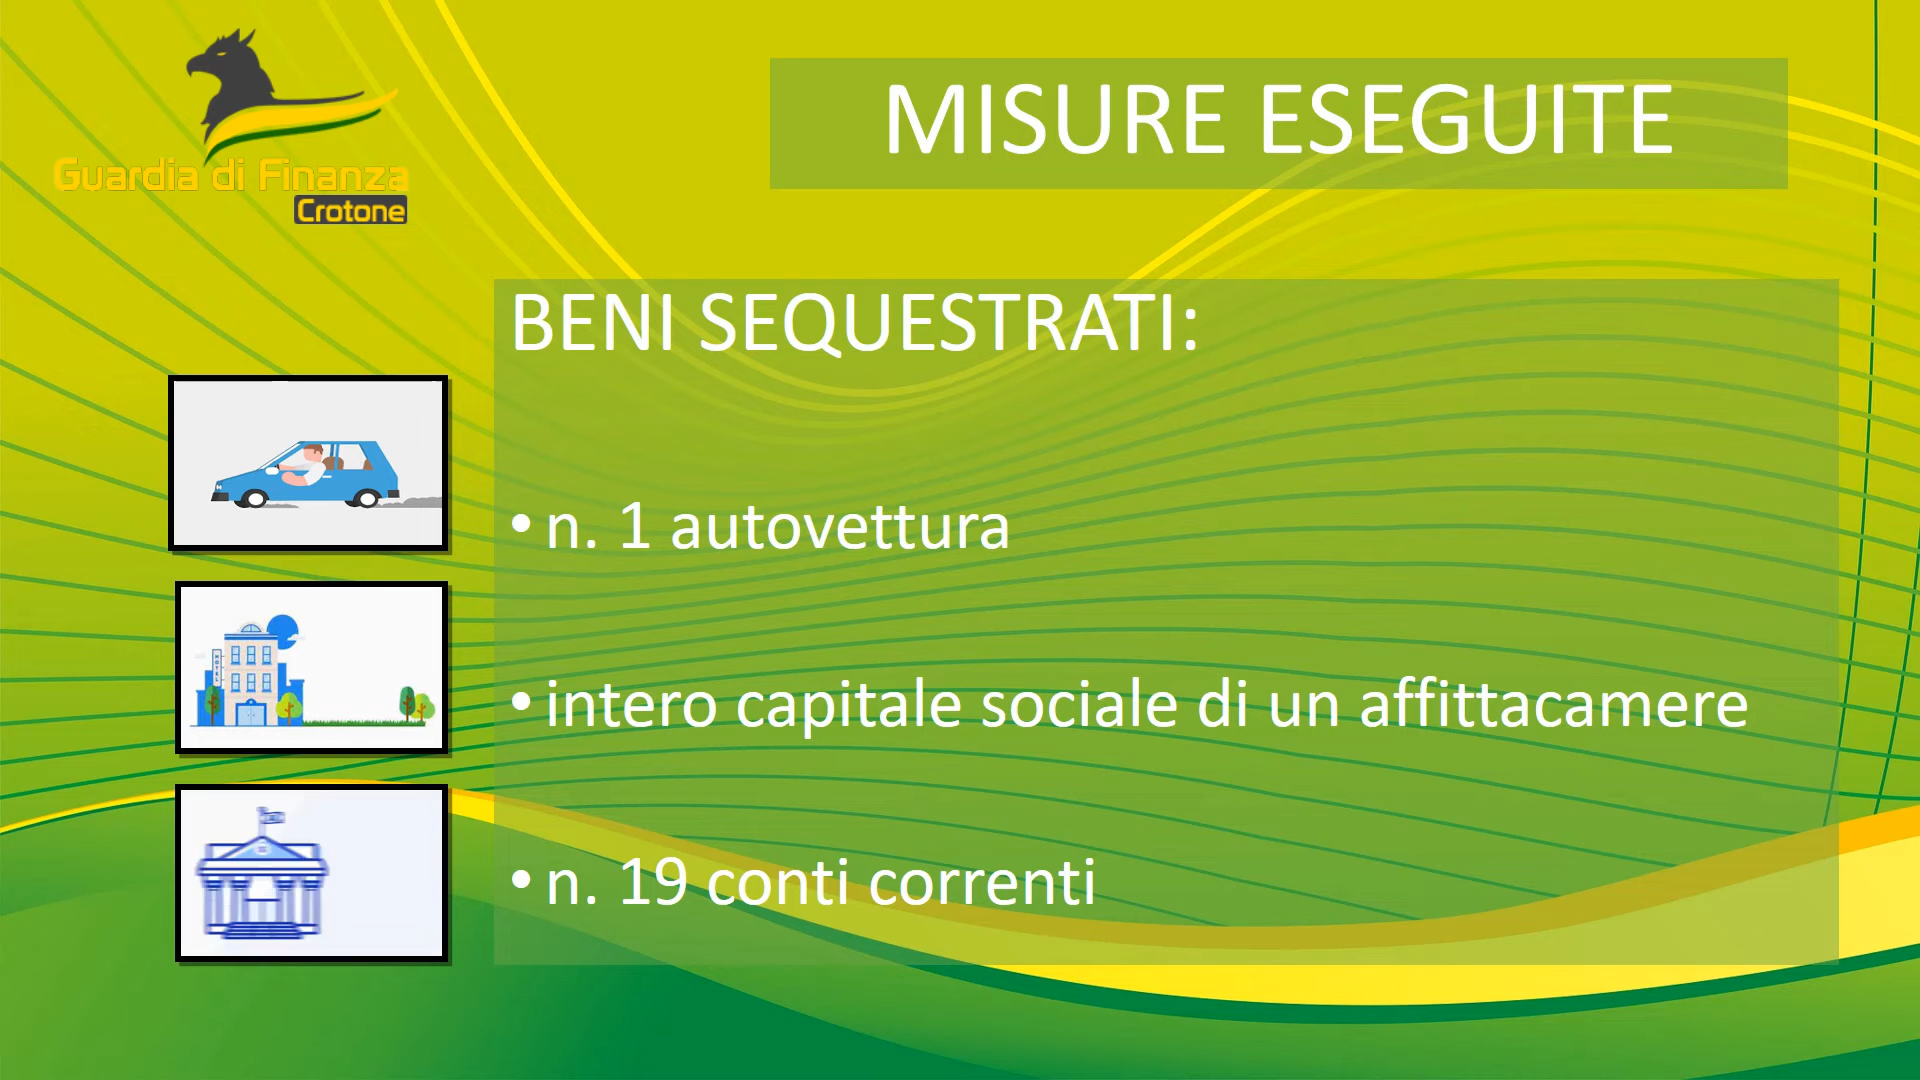 Guardia di Finanza
Crotone
MISURE ESEGUITE
BENI SEQUESTRATI:
• n. 1 autovettura
HOTEL
• intero capitale sociale di un affittacamere
• n. 19 conti correnti